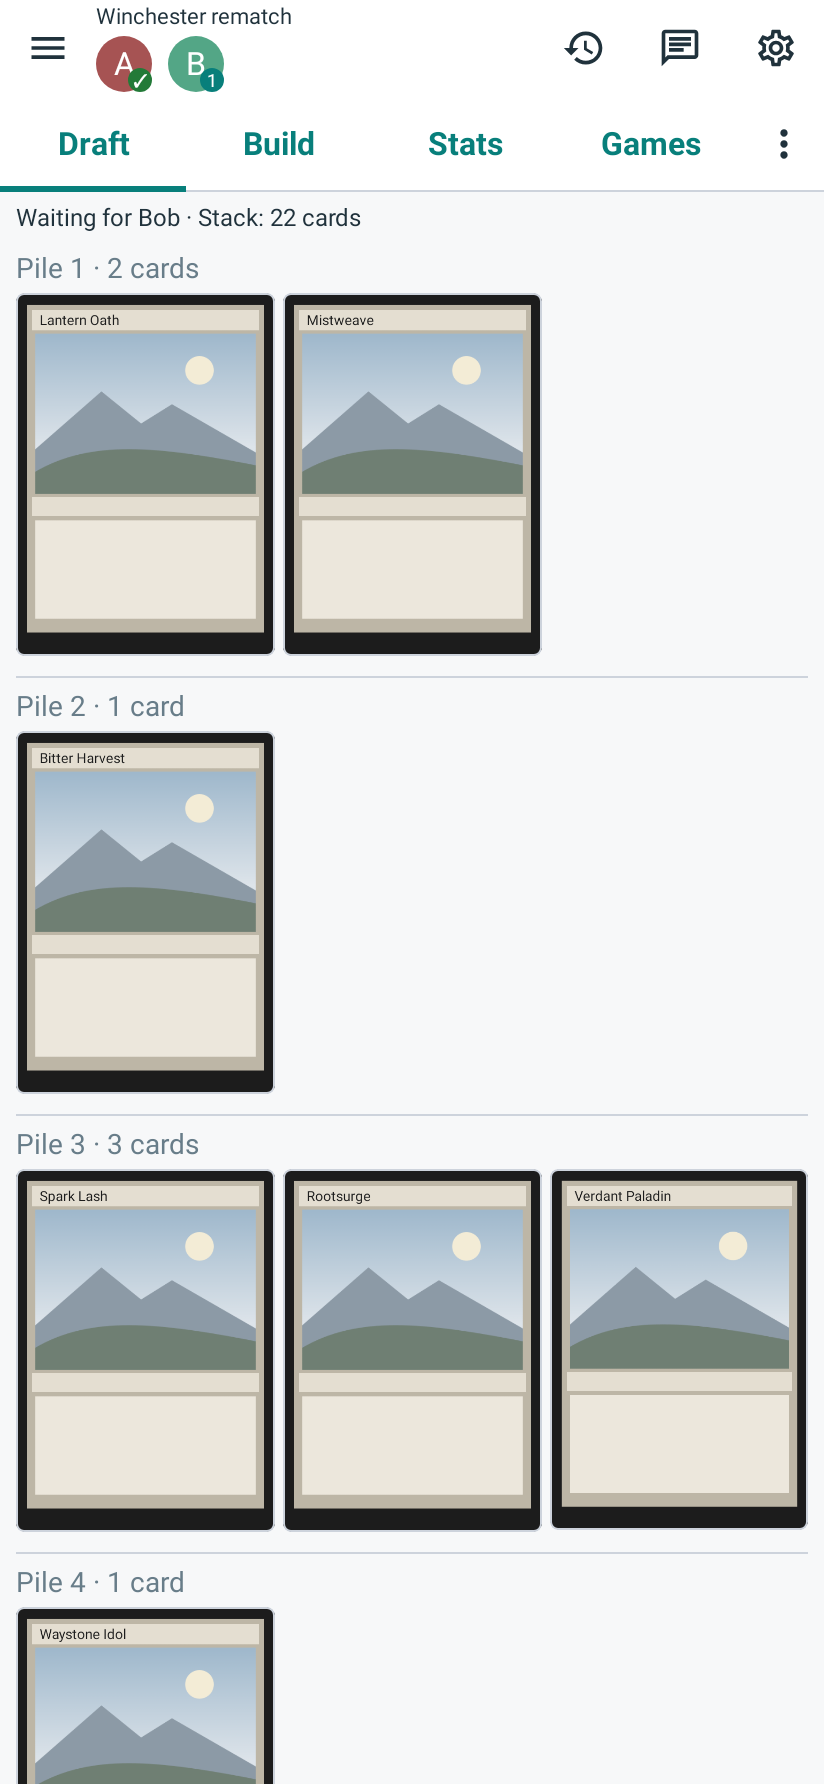 Winchester rematch
A
B
1
Draft
Build
Stats
Games
Waiting for Bob · Stack: 22 cards
Pile 1 · 2 cards
Lantern Oath
Mistweave
Pile 2 · 1 card
Bitter Harvest
Pile 3 · 3 cards
Spark Lash
Rootsurge
Verdant Paladin
Pile 4 · 1 card
Waystone Idol